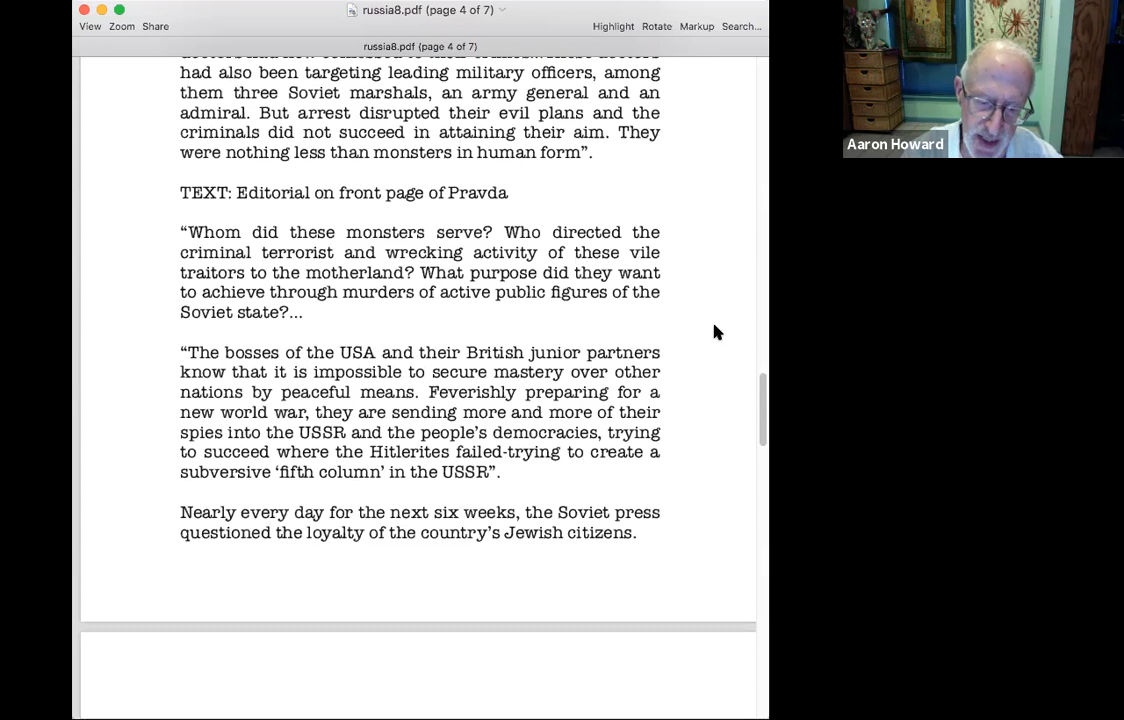 russia8.pdf (page 4 of 7)
View Zoom Share
Highlight Rotate Markup Search...
russia8.pdf (page 4 of 7)
had also been targeting leading military officers, among
them three Soviet marshals, an army general and an
admiral. But arrest disrupted their evil plans and the
criminals did not succeed in attaining their aim. They
were nothing less than monsters in human form”.
TEXT: Editorial on front page of Pravda
“Whom did these monsters serve? Who directed the
criminal terrorist and wrecking activity of these vile
traitors to the motherland? What purpose did they want
to achieve through murders of active public figures of the
Soviet state?...
“The bosses of the USA and their British junior partners
know that it is impossible to secure mastery over other
nations by peaceful means. Feverishly preparing for a
new world war, they are sending more and more of their
spies into the USSR and the people’s democracies, trying
to succeed where the Hitlerites failed-trying to create a
subversive ‘fifth column’ in the USSR”.
Nearly every day for the next six weeks, the Soviet press
questioned the loyalty of the country’s Jewish citizens.
Aaron Howard